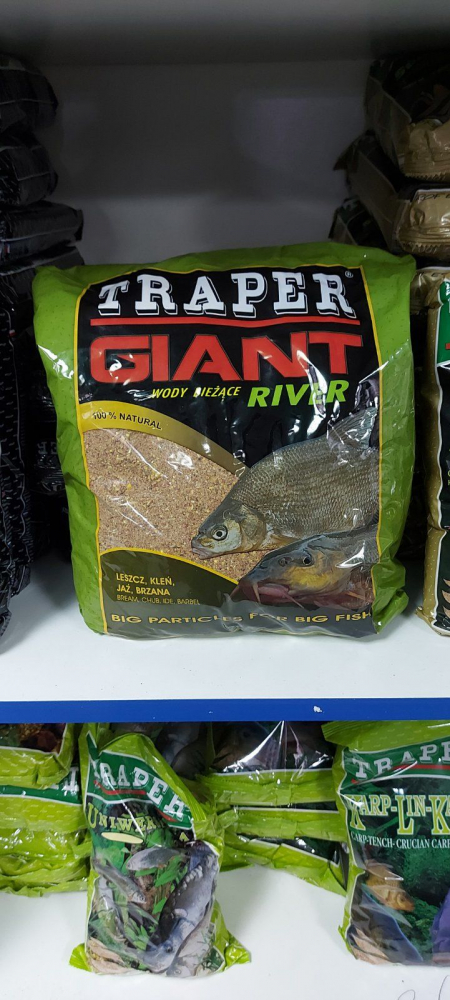 TRAPER®
GIANT
WODY BIEŻĄCE RIVER
100% NATURAL
LESZCZ, KLEŃ,
JAŹ, BRZANA
BREAM, CHUB, IDE, BARBEL
BIG PARTICLES FOR BIG FISH
TRAPER
TRAPER
CARP-TENCH-CRUCIAN CARP